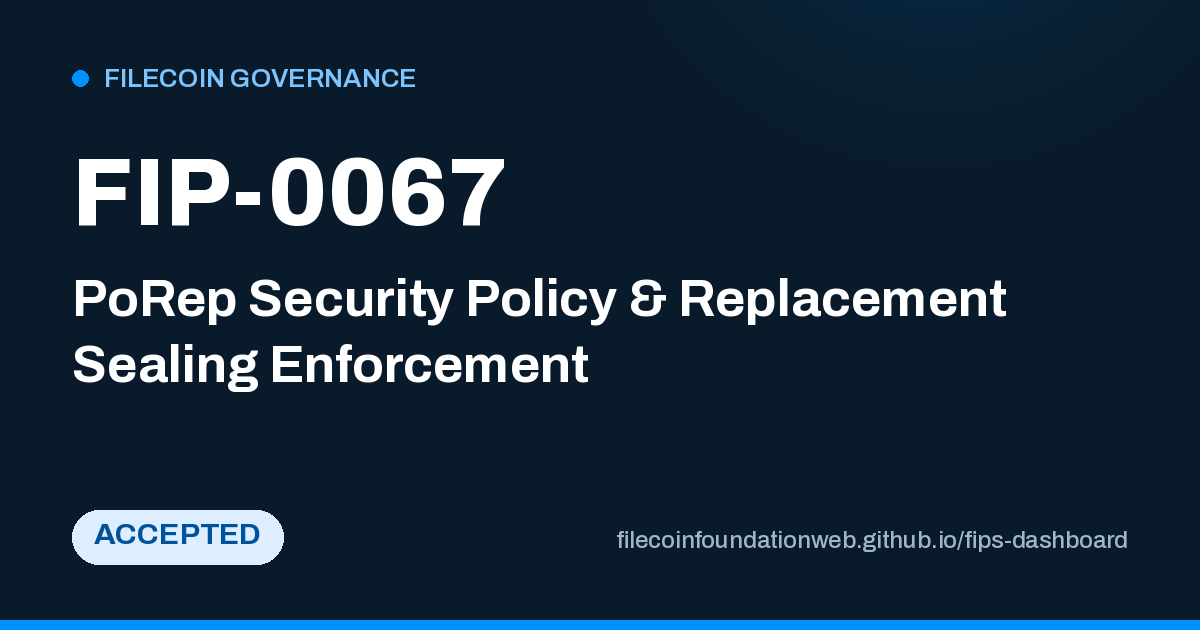 FILECOIN GOVERNANCE
FIP-0067
PoRep Security Policy & Replacement
Sealing Enforcement
ACCEPTED
filecoinfoundationweb.github.io/fips-dashboard